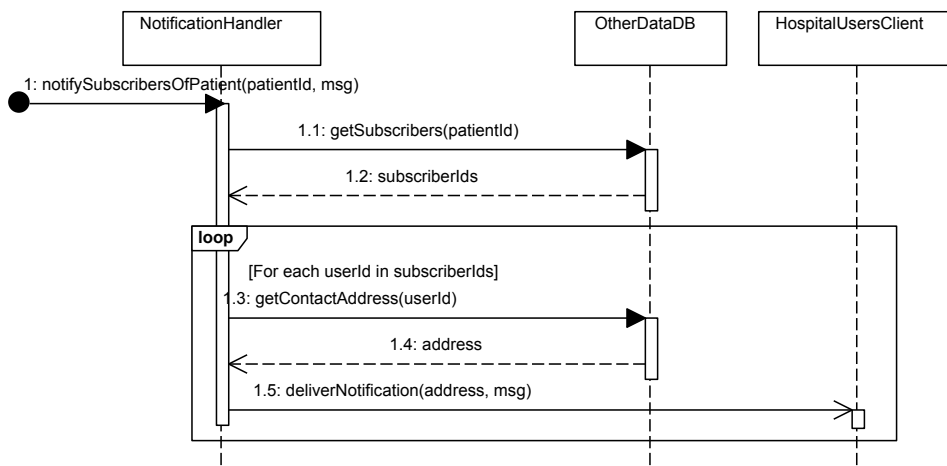 NotificationHandler
OtherDataDB
HospitalUsersClient
1: notifySubscribersOfPatient(patientId, msg)
1.1: getSubscribers(patientId)
1.2: subscriberIds
loop
[For each userId in subscriberIds]
1.3: getContactAddress(userId)
1.4: address
1.5: deliverNotification(address, msg)